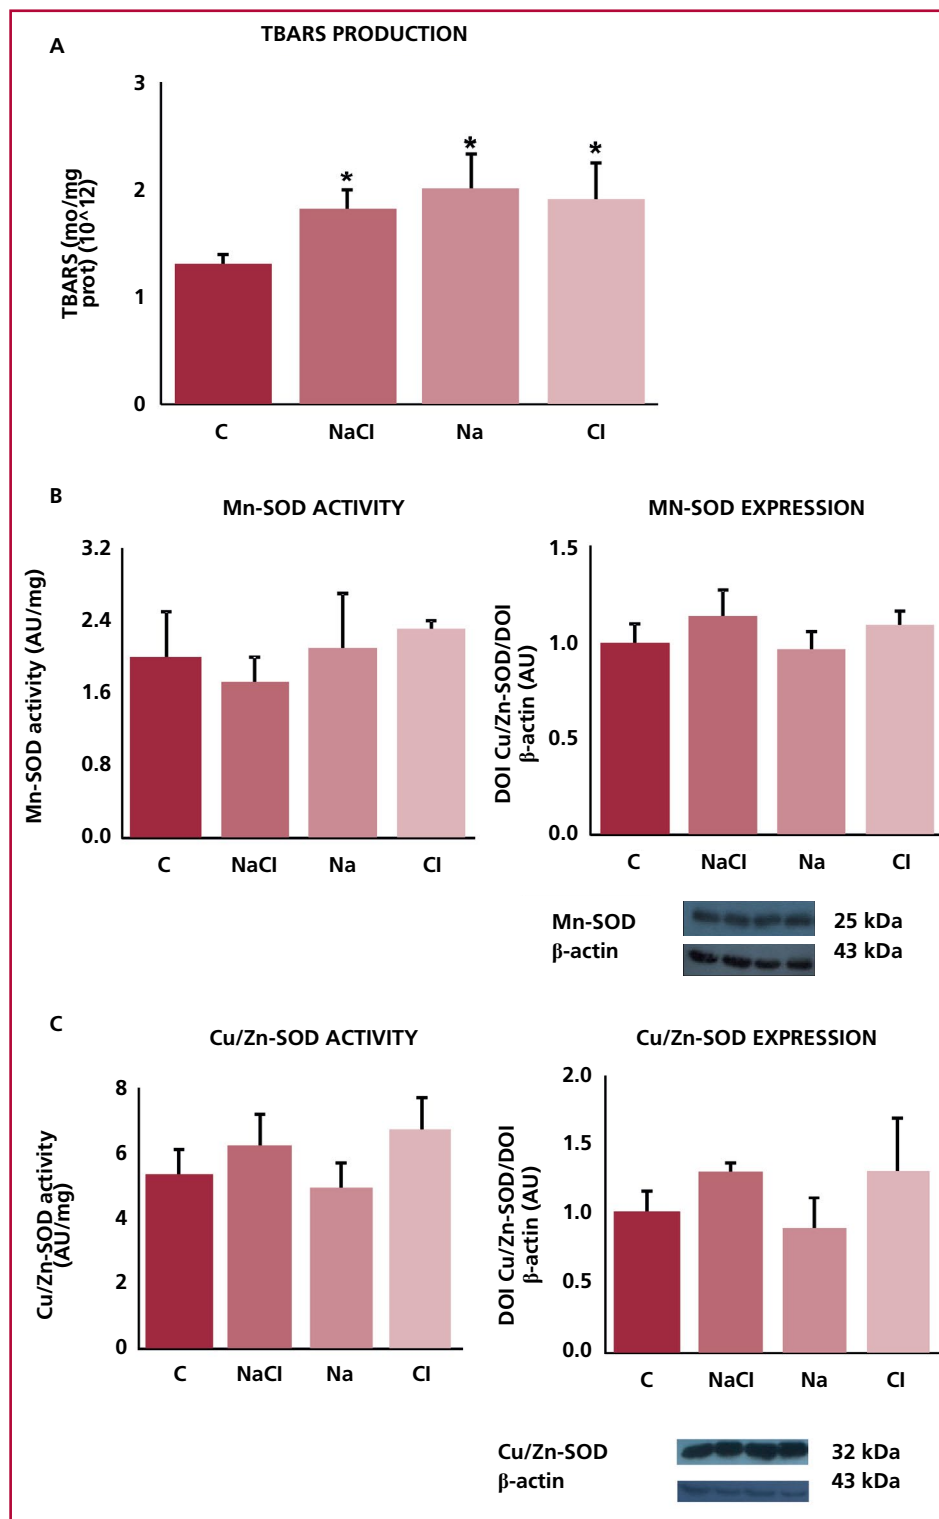 A
TBARS PRODUCTION
TBARS (mo/mg
prot) (10^12)
3
2
1
0
*
*
*
C NaCl Na Cl
B
Mn-SOD ACTIVITY
Mn-SOD activity (AU/mg)
3.2
2.4
1.6
0.8
0.0
C NaCl Na Cl
MN-SOD EXPRESSION
DOI Cu/Zn-SOD/DOI
β-actin (AU)
1.5
1.0
0.5
0.0
C NaCl Na Cl
Mn-SOD 25 kDa
β-actin 43 kDa
C
Cu/Zn-SOD ACTIVITY
Cu/Zn-SOD activity
(AU/mg)
8
6
4
2
0
C NaCl Na Cl
Cu/Zn-SOD EXPRESSION
DOI Cu/Zn-SOD/DOI
β-actin (AU)
2.0
1.5
1.0
0.5
0.0
C NaCl Na Cl
Cu/Zn-SOD 32 kDa
β-actin 43 kDa